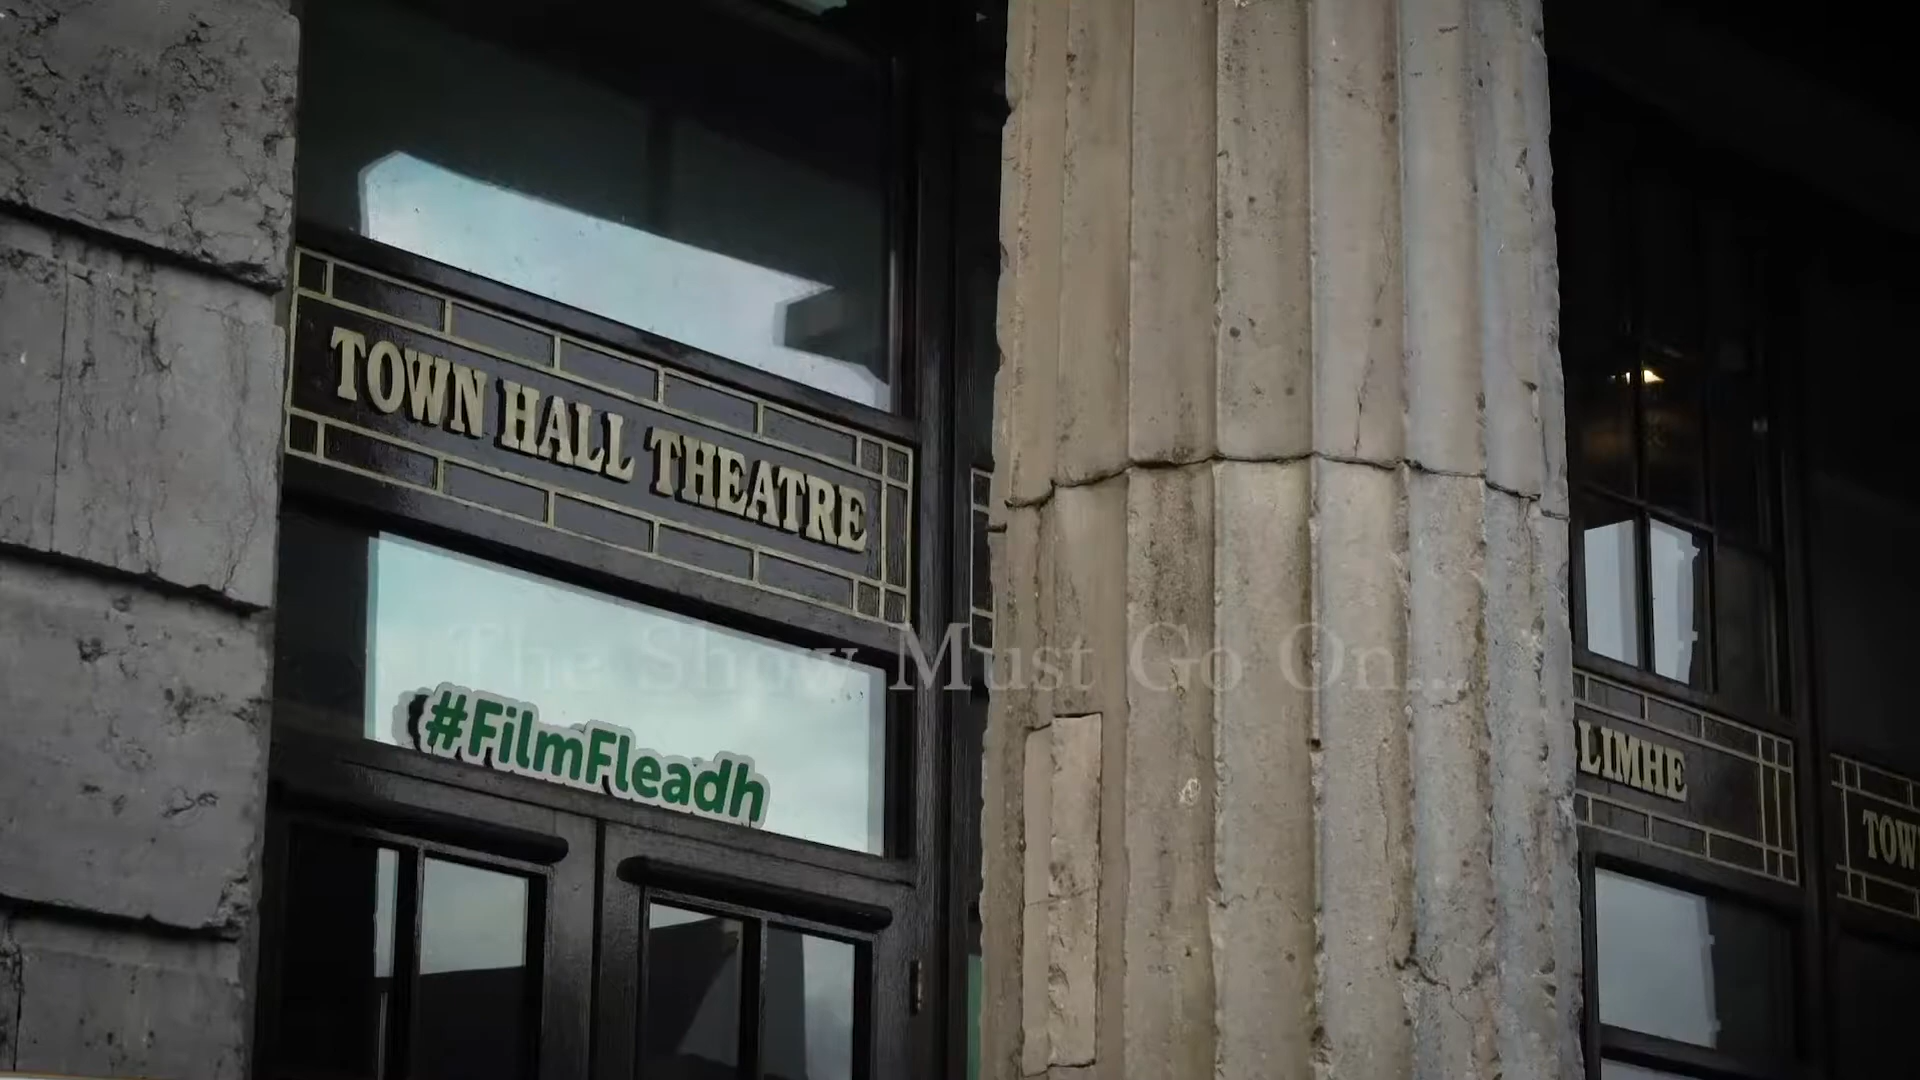 TOWN HALL THEATRE
The Show Must Go On...
#FilmFleadh
LIMHE
TOW